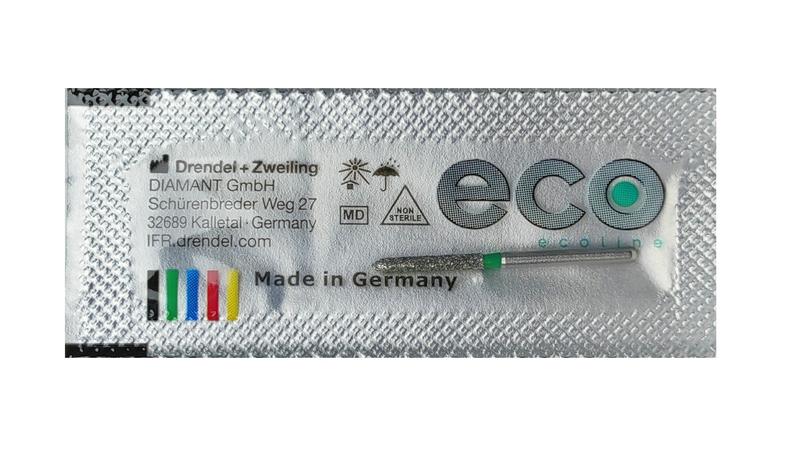 Drendel + Zweiling
DIAMANT GmbH
Schürenbreder Weg 27
32689 Kalletal · Germany
IFR.drendel.com
MD
NON
STERILE
eco
ecoline
Made in Germany